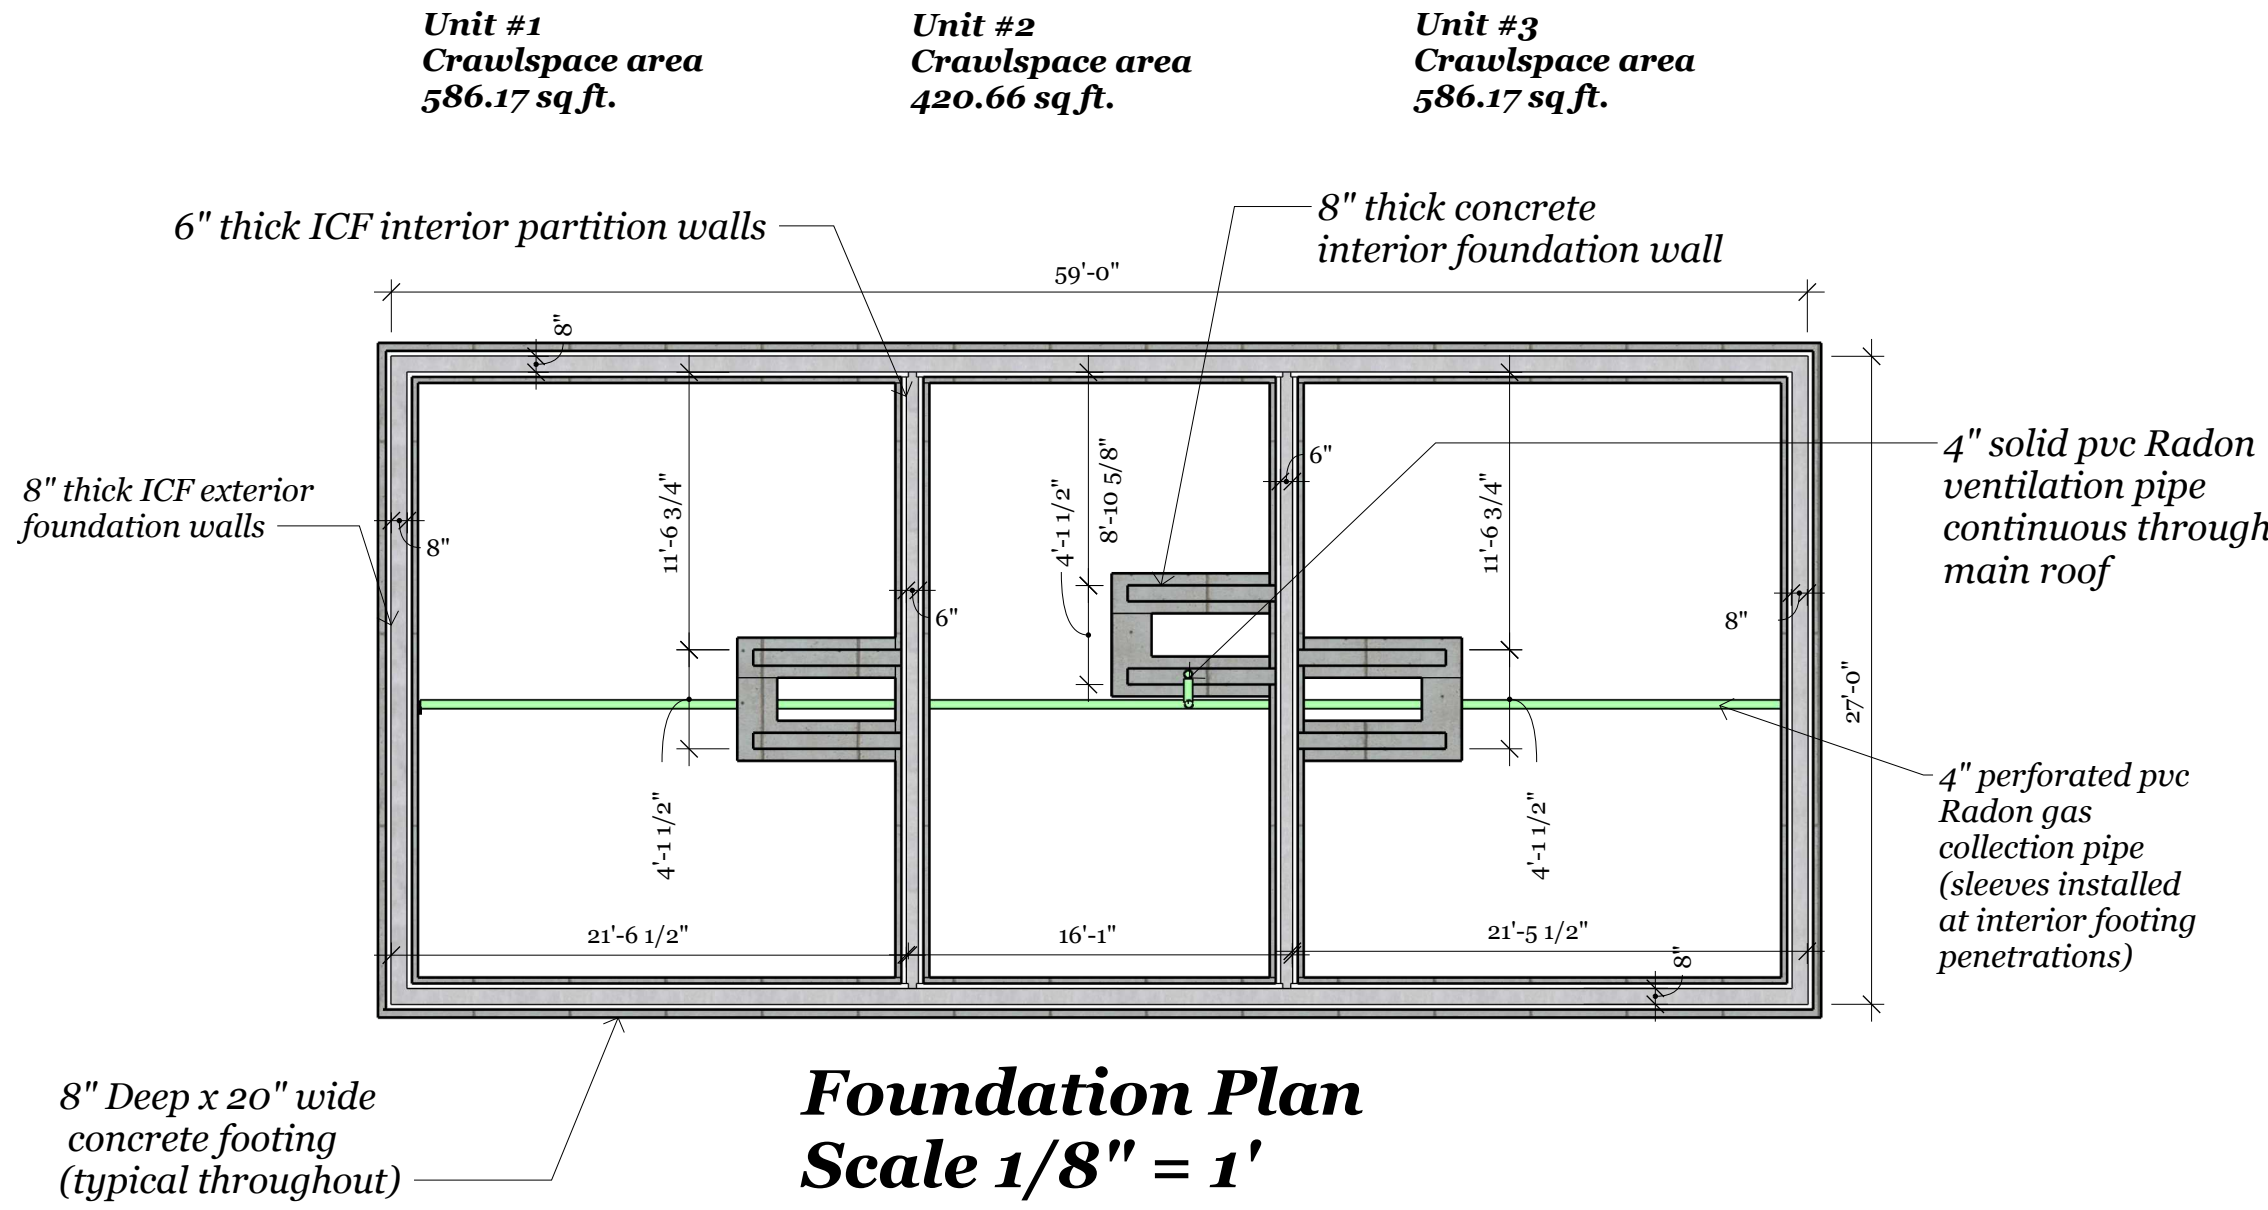 Unit #1
Crawlspace area
586.17 sq ft.
Unit #2
Crawlspace area
420.66 sq ft.
Unit #3
Crawlspace area
586.17 sq ft.
6" thick ICF interior partition walls
8" thick concrete
interior foundation wall
59'-0"
8"
8" thick ICF exterior
foundation walls
8"
11'-6 3/4"
4'-1 1/2"
8'-10 5/8"
6"
11'-6 3/4"
4" solid pvc Radon
ventilation pipe
continuous through
main roof
6"
8"
27'-0"
4'-1 1/2"
4'-1 1/2"
4" perforated pvc
Radon gas
collection pipe
(sleeves installed
at interior footing
penetrations)
21'-6 1/2"
16'-1"
21'-5 1/2"
8"
8" Deep x 20" wide
concrete footing
(typical throughout)
Foundation Plan
Scale 1/8" = 1'